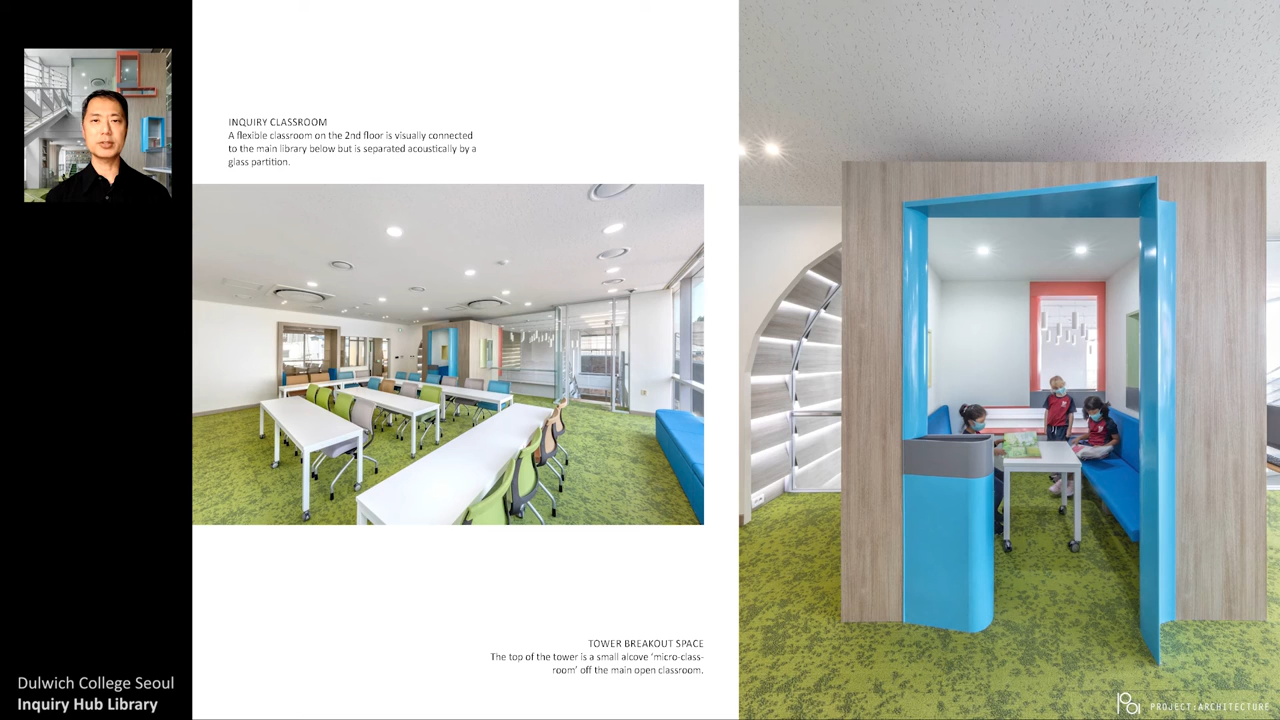 INQUIRY CLASSROOM
A flexible classroom on the 2nd floor is visually connected
to the main library below but is separated acoustically by a
glass partition.
TOWER BREAKOUT SPACE
The top of the tower is a small alcove ‘micro-class-
room’ off the main open classroom.
Dulwich College Seoul
Inquiry Hub Library
PROJECT:ARCHITECTURE